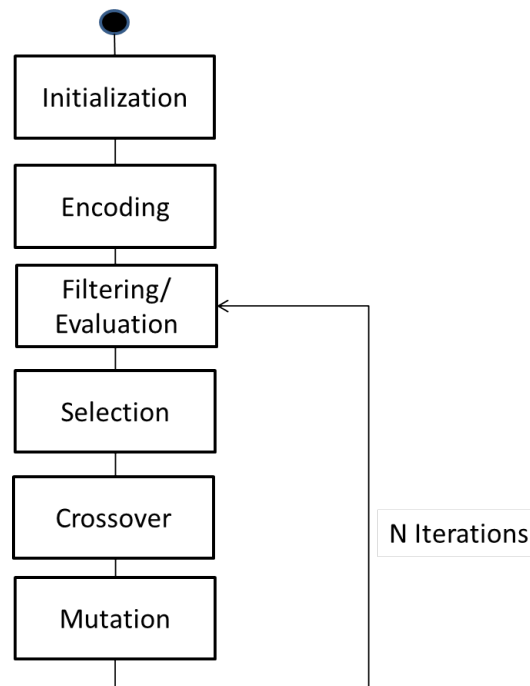 Initialization
Encoding
Filtering/
Evaluation
Selection
Crossover
N Iterations
Mutation